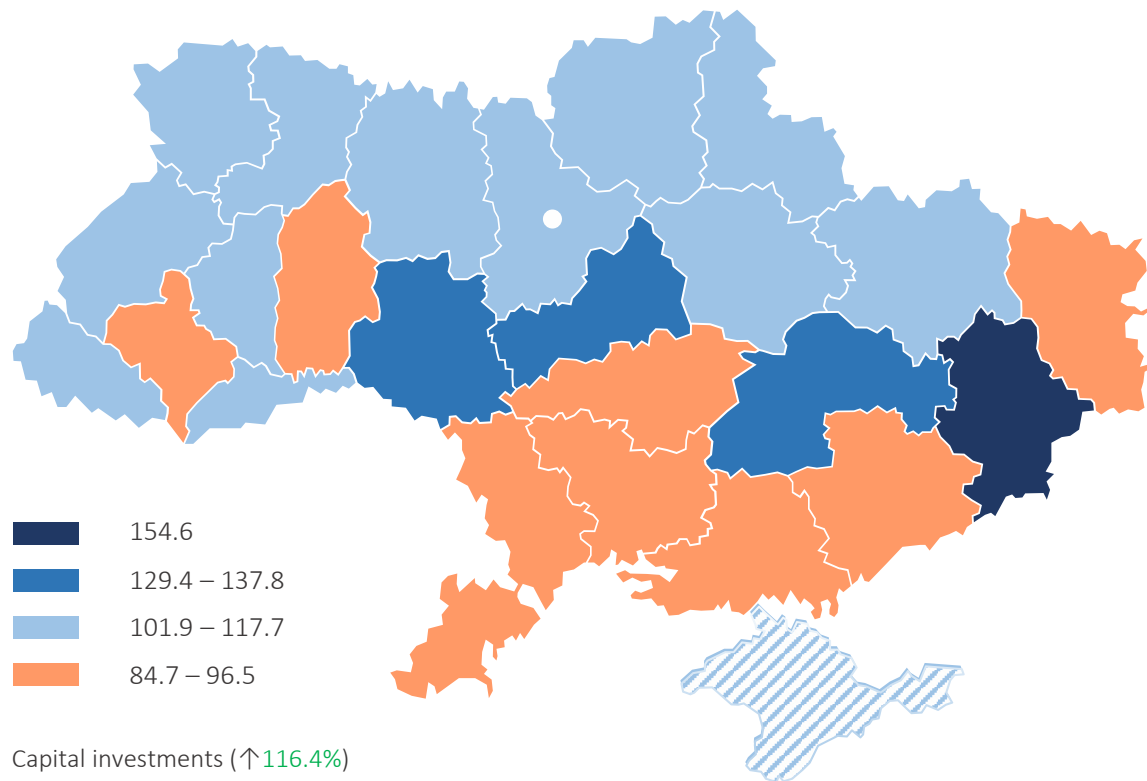 154.6
129.4 – 137.8
101.9 – 117.7
84.7 – 96.5
Capital investments (↑116.4%)